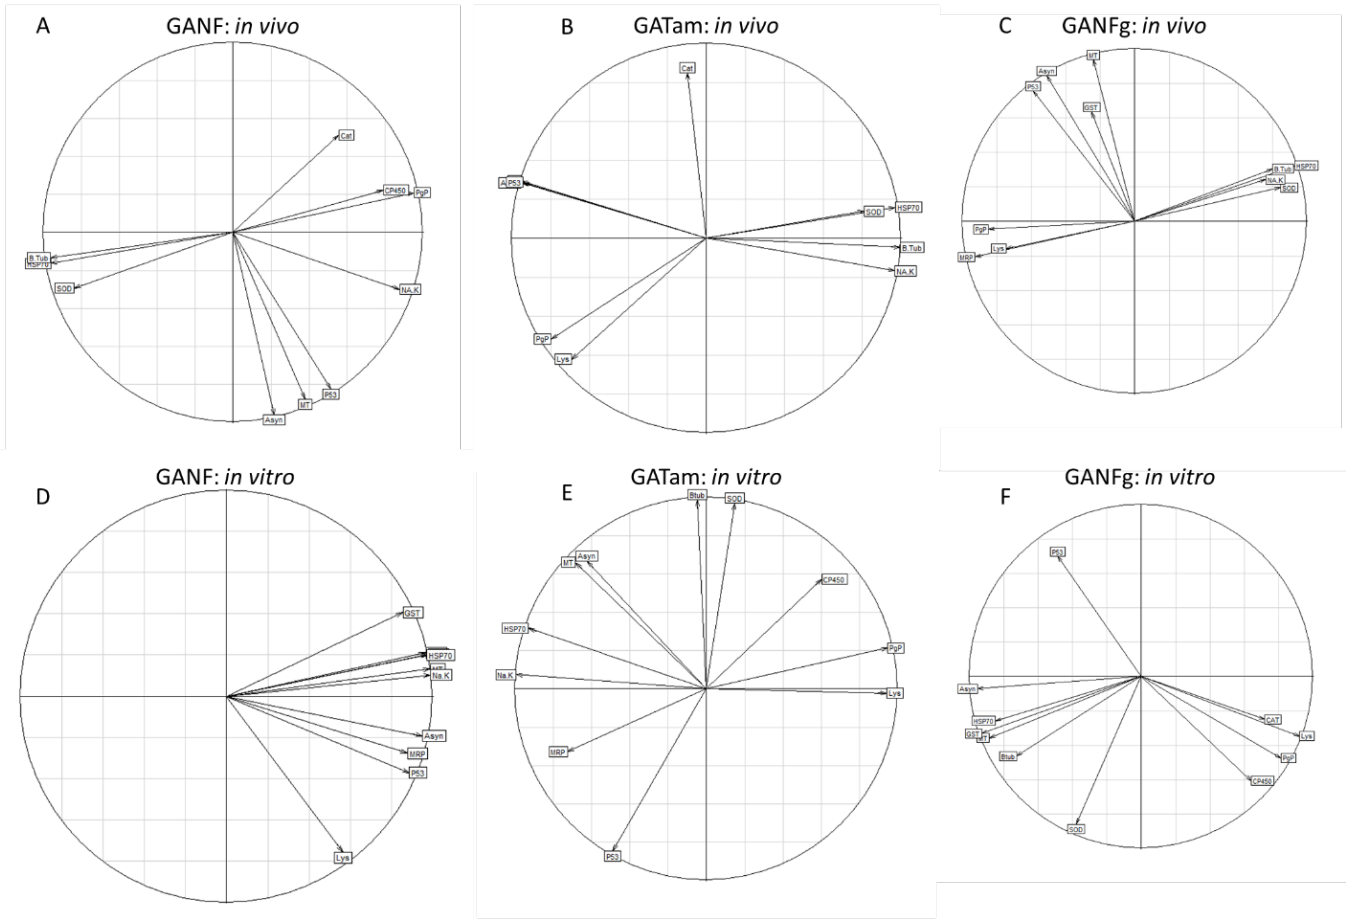 A
GANF: in vivo
Cat
CP450
PgP
B.Tub
HSP70
SOD
NA.K
P53
MT
Asyn
B
GATam: in vivo
Cat
P53
HSP70
SOD
B.Tub
NA.K
PgP
Lys
C
GANFg: in vivo
MT
Asyn
P53
GST
HSP70
B.Tub
NA.K
SOD
PgP
Lys
MRP
D
GANF: in vitro
GST
HSP70
Na.K
Asyn
MRP
P53
Lys
E
GATam: in vitro
Btub
SOD
Asyn
MT
CP450
HSP70
PgP
Na.K
Lys
MRP
P53
F
GANFg: in vitro
P53
Asyn
HSP70
CAT
GST
Lys
Btub
PgP
CP450
SOD